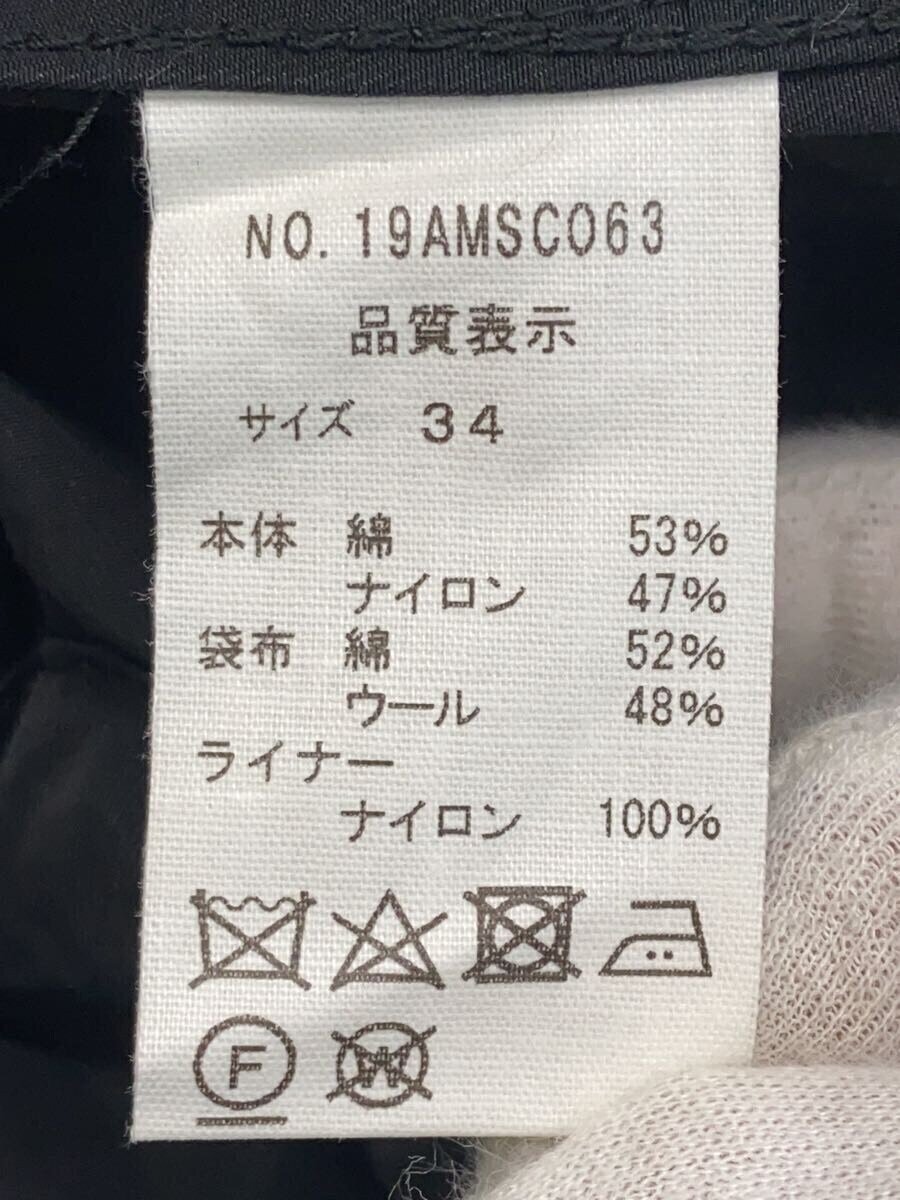 NO. 19AMSCO63
品質表示
サイズ 34
本体 綿 53%
ナイロン 47%
袋布 綿 52%
ウール 48%
ライナー
ナイロン 100%
F W